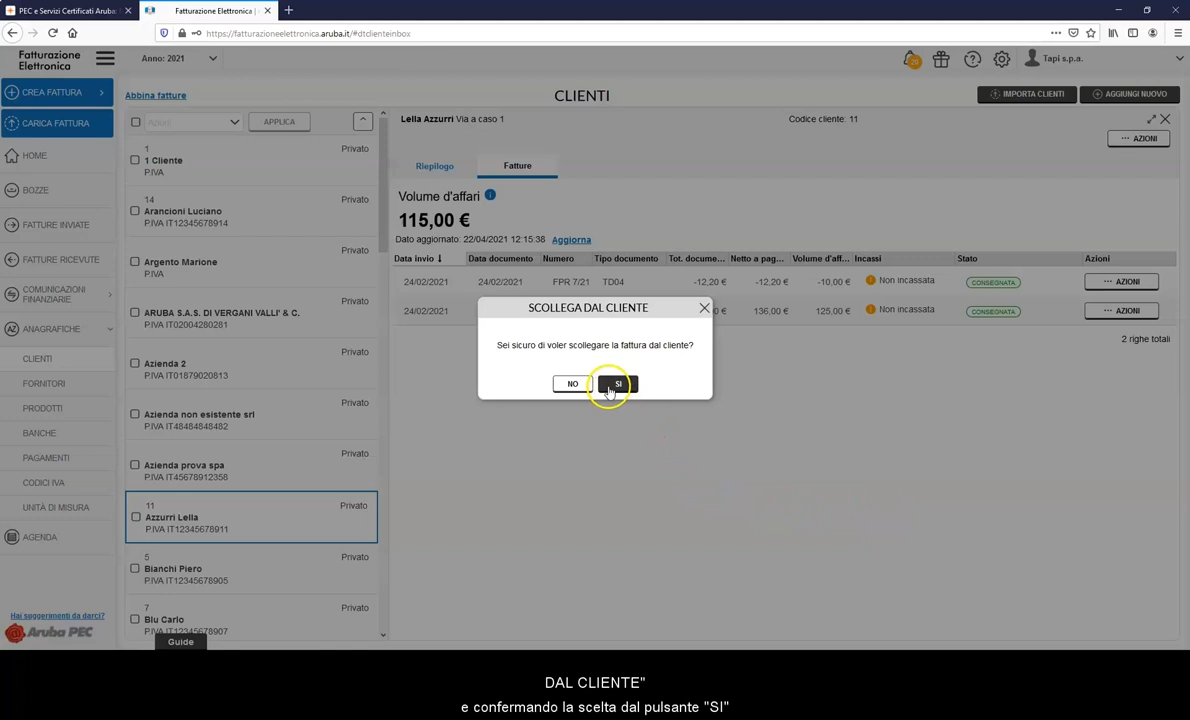 PEC e Servizi Certificati Aruba:
Fatturazione Elettronica |
https://fatturazioneelettronica.aruba.it/#dtclienteinbox
Fatturazione
Elettronica
Anno: 2021
26
Tapi s.p.a.
CREA FATTURA
CARICA FATTURA
HOME
BOZZE
FATTURE INVIATE
FATTURE RICEVUTE
COMUNICAZIONI
FINANZIARIE
ANAGRAFICHE
CLIENTI
FORNITORI
PRODOTTI
BANCHE
PAGAMENTI
CODICI IVA
UNITÀ DI MISURA
AGENDA
Hai suggerimenti da darci?
Aruba PEC
Guide
Abbina fatture
CLIENTI
IMPORTA CLIENTI
AGGIUNGI NUOVO
Azioni
APPLICA
1 Privato
1 Cliente
P.IVA
14 Privato
Arancioni Luciano
P.IVA IT12345678914
Privato
Argento Marione
P.IVA
Privato
ARUBA S.A.S. DI VERGANI VALLI' & C.
P.IVA IT02004280281
Privato
Azienda 2
P.IVA IT01879020813
Privato
Azienda non esistente srl
P.IVA IT48484848482
Privato
Azienda prova spa
P.IVA IT45678912358
11 Privato
Azzurri Lella
P.IVA IT12345678911
5 Privato
Bianchi Piero
P.IVA IT12345678905
7 Privato
Blu Carlo
P.IVA IT12345678907
Lella Azzurri Via a caso 1
Codice cliente: 11
··· AZIONI
Riepilogo
Fatture
Volume d'affari
115,00 €
Dato aggiornato: 22/04/2021 12:15:38 Aggiorna
Data invio Data documento Numero Tipo documento Tot. docume... Netto a pag... Volume d'aff... Incassi Stato Azioni
24/02/2021 24/02/2021 FPR 7/21 TD04 -12,20 € -12,20 € -10,00 € Non incassata CONSEGNATA ··· AZIONI
24/02/2021 0 € 136,00 € 125,00 € Non incassata CONSEGNATA ··· AZIONI
2 righe totali
SCOLLEGA DAL CLIENTE
Sei sicuro di voler scollegare la fattura dal cliente?
NO
SI
DAL CLIENTE"
e confermando la scelta dal pulsante "SI"